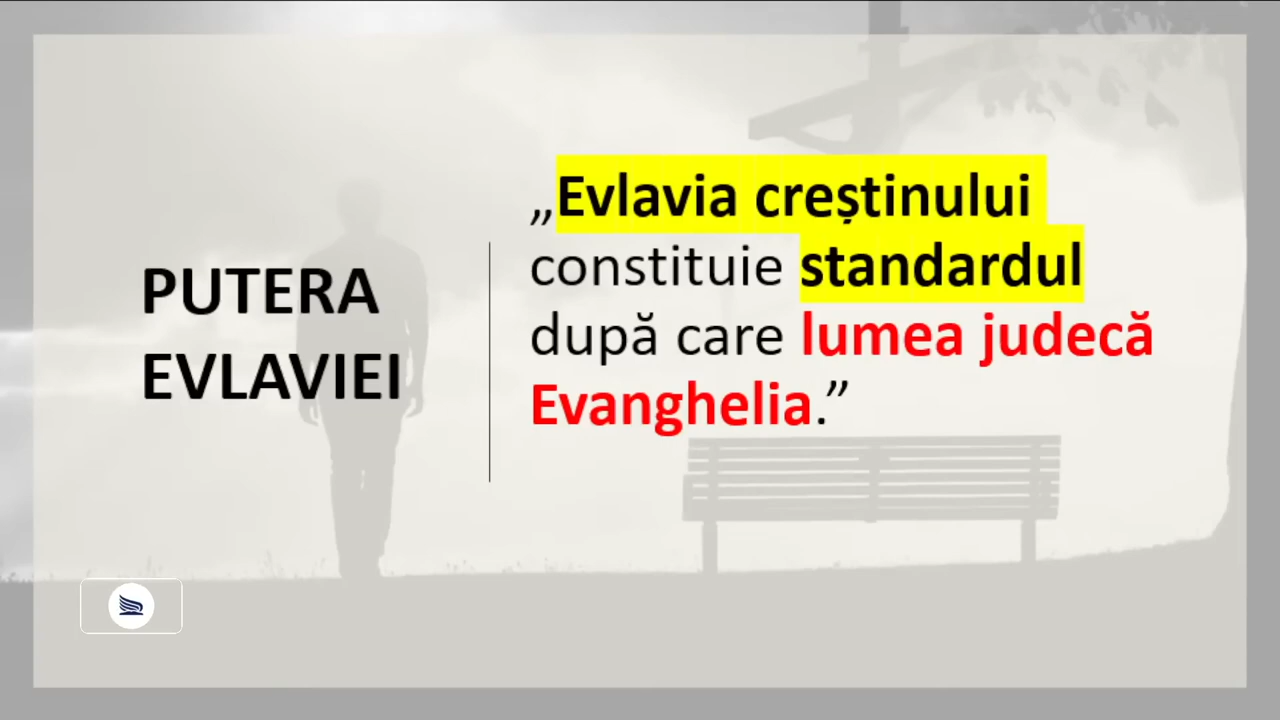 PUTERA
EVLAVIEI
„Evlavia creștinului
constituie standardul
după care lumea judecă
Evanghelia.”